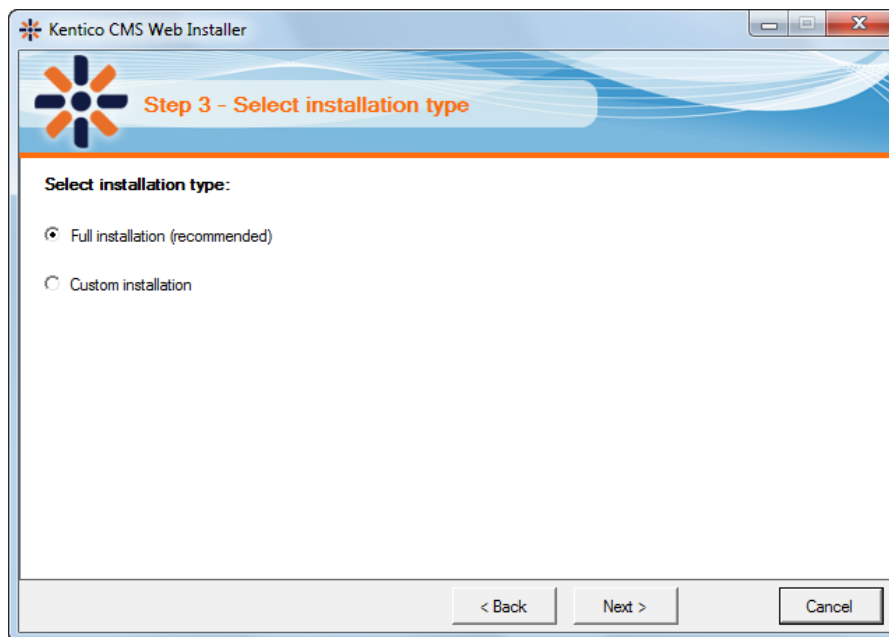 Kentico CMS Web Installer
Step 3 - Select installation type
Select installation type:
Full installation (recommended)
Custom installation
< Back
Next >
Cancel